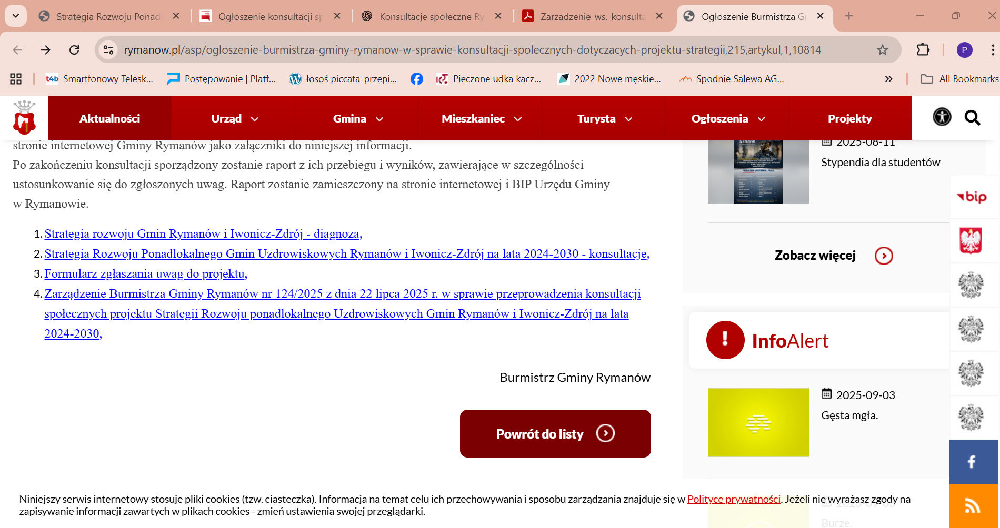 Strategia Rozwoju Ponadl
Ogłoszenie konsultacji sp
Konsultacje społeczne Ry
Zarzadzenie-ws.-konsulta
Ogłoszenie Burmistrza Gr
rymanow.pl/asp/ogloszenie-burmistrza-gminy-rymanow-w-sprawie-konsultacji-spolecznych-dotyczacych-projektu-strategii,215,artykul,1,10814
P
t4b Smartfonowy Telesk...
Postępowanie | Platf...
łosoś piccata-przepi...
Pieczone udka kacz...
2022 Nowe męskie...
Spodnie Salewa AG...
All Bookmarks
Aktualności
Urząd
Gmina
Mieszkaniec
Turysta
Ogłoszenia
Projekty
stronie internetowej Gminy Rymanów jako załączniki do niniejszej informacji.
Po zakończeniu konsultacji sporządzony zostanie raport z ich przebiegu i wyników, zawierające w szczególności
ustosunkowanie się do zgłoszonych uwag. Raport zostanie zamieszczony na stronie internetowej i BIP Urzędu Gminy
w Rymanowie.
1. Strategia rozwoju Gmin Rymanów i Iwonicz-Zdrój - diagnoza,
2. Strategia Rozwoju Ponadlokalnego Gmin Uzdrowiskowych Rymanów i Iwonicz-Zdrój na lata 2024-2030 - konsultacje,
3. Formularz zgłaszania uwag do projektu,
4. Zarządzenie Burmistrza Gminy Rymanów nr 124/2025 z dnia 22 lipca 2025 r. w sprawie przeprowadzenia konsultacji
społecznych projektu Strategii Rozwoju ponadlokalnego Uzdrowiskowych Gmin Rymanów i Iwonicz-Zdrój na lata
2024-2030,
Burmistrz Gminy Rymanów
Powrót do listy
ZAWODOWYM
2025-08-11
Stypendia dla studentów
Zobacz więcej
InfoAlert
2025-09-03
Gęsta mgła.
2025-09-03
Burze.
bip
Niniejszy serwis internetowy stosuje pliki cookies (tzw. ciasteczka). Informacja na temat celu ich przechowywania i sposobu zarządzania znajduje się w Polityce prywatności. Jeżeli nie wyrażasz zgody na
zapisywanie informacji zawartych w plikach cookies - zmień ustawienia swojej przeglądarki.